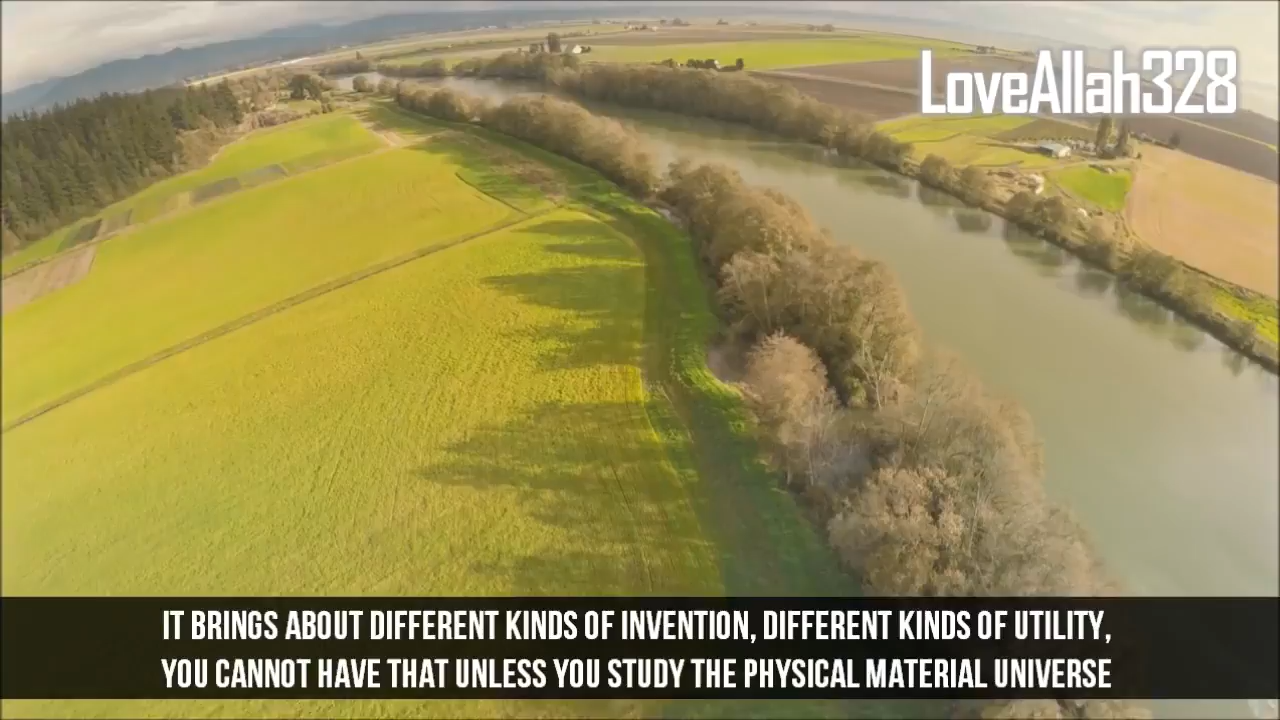 LoveAllah328
IT BRINGS ABOUT DIFFERENT KINDS OF INVENTION, DIFFERENT KINDS OF UTILITY,
YOU CANNOT HAVE THAT UNLESS YOU STUDY THE PHYSICAL MATERIAL UNIVERSE